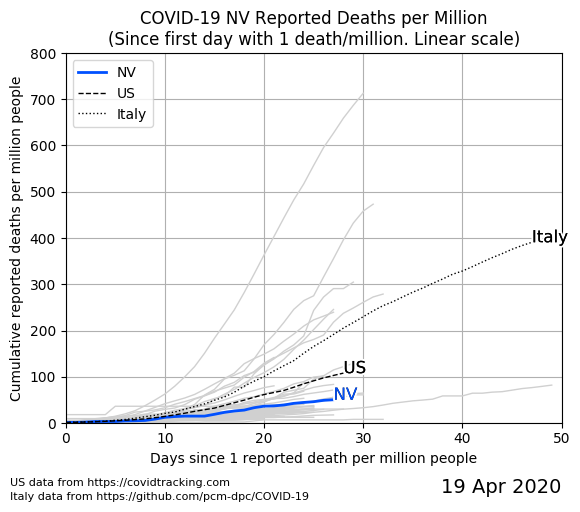 COVID-19 NV Reported Deaths per Million
(Since first day with 1 death/million. Linear scale)
Cumulative reported deaths per million people
800
700
600
500
400
300
200
100
0
NV
US
Italy
Italy
US
NV
0 10 20 30 40 50
Days since 1 reported death per million people
US data from https://covidtracking.com
Italy data from https://github.com/pcm-dpc/COVID-19
19 Apr 2020